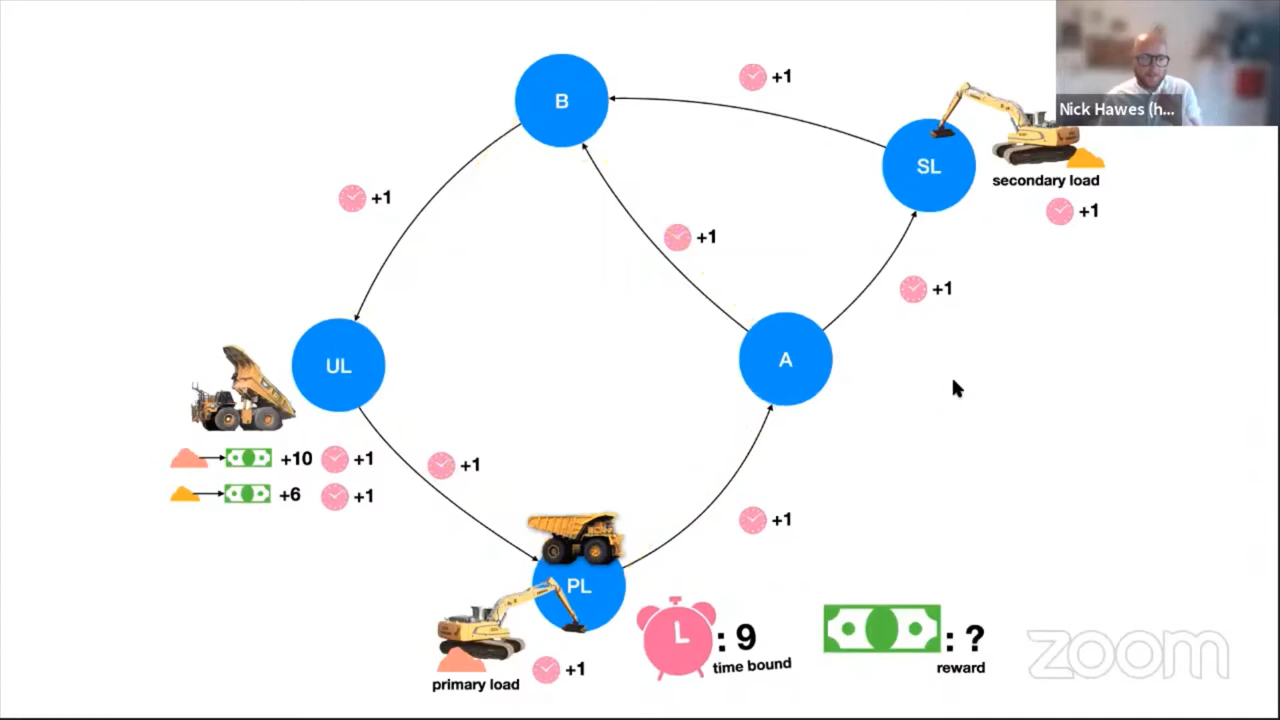 Nick Hawes (h...
B
+1
SL
secondary load
+1
+1
+1
+1
A
UL
+10 +1
+6 +1
+1
+1
PL
primary load
+1
: 9
time bound
: ?
reward
zoom